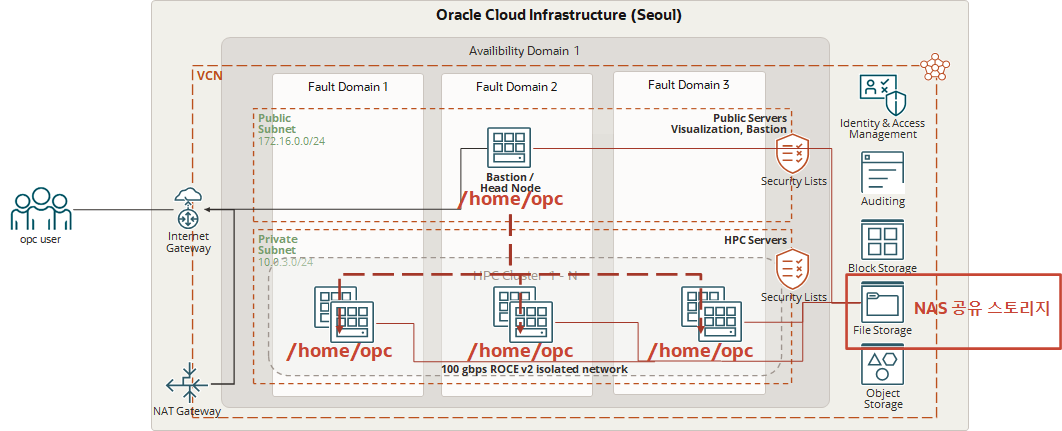 Oracle Cloud Infrastructure (Seoul)
Availibility Domain 1
VCN
Fault Domain 1
Fault Domain 2
Fault Domain 3
Public
Subnet
172.16.0.0/24
Public Servers
Visualization, Bastion
Bastion /
Head Node
/home/opc
Security Lists
Identity & Access
Management
Auditing
opc user
Internet
Gateway
Private
Subnet
10.0.3.0/24
HPC Servers
HPC Cluster 1 - N
Security Lists
Block Storage
/home/opc
/home/opc
/home/opc
100 gbps ROCE v2 isolated network
File Storage
NAS 공유 스토리지
NAT Gateway
Object
Storage